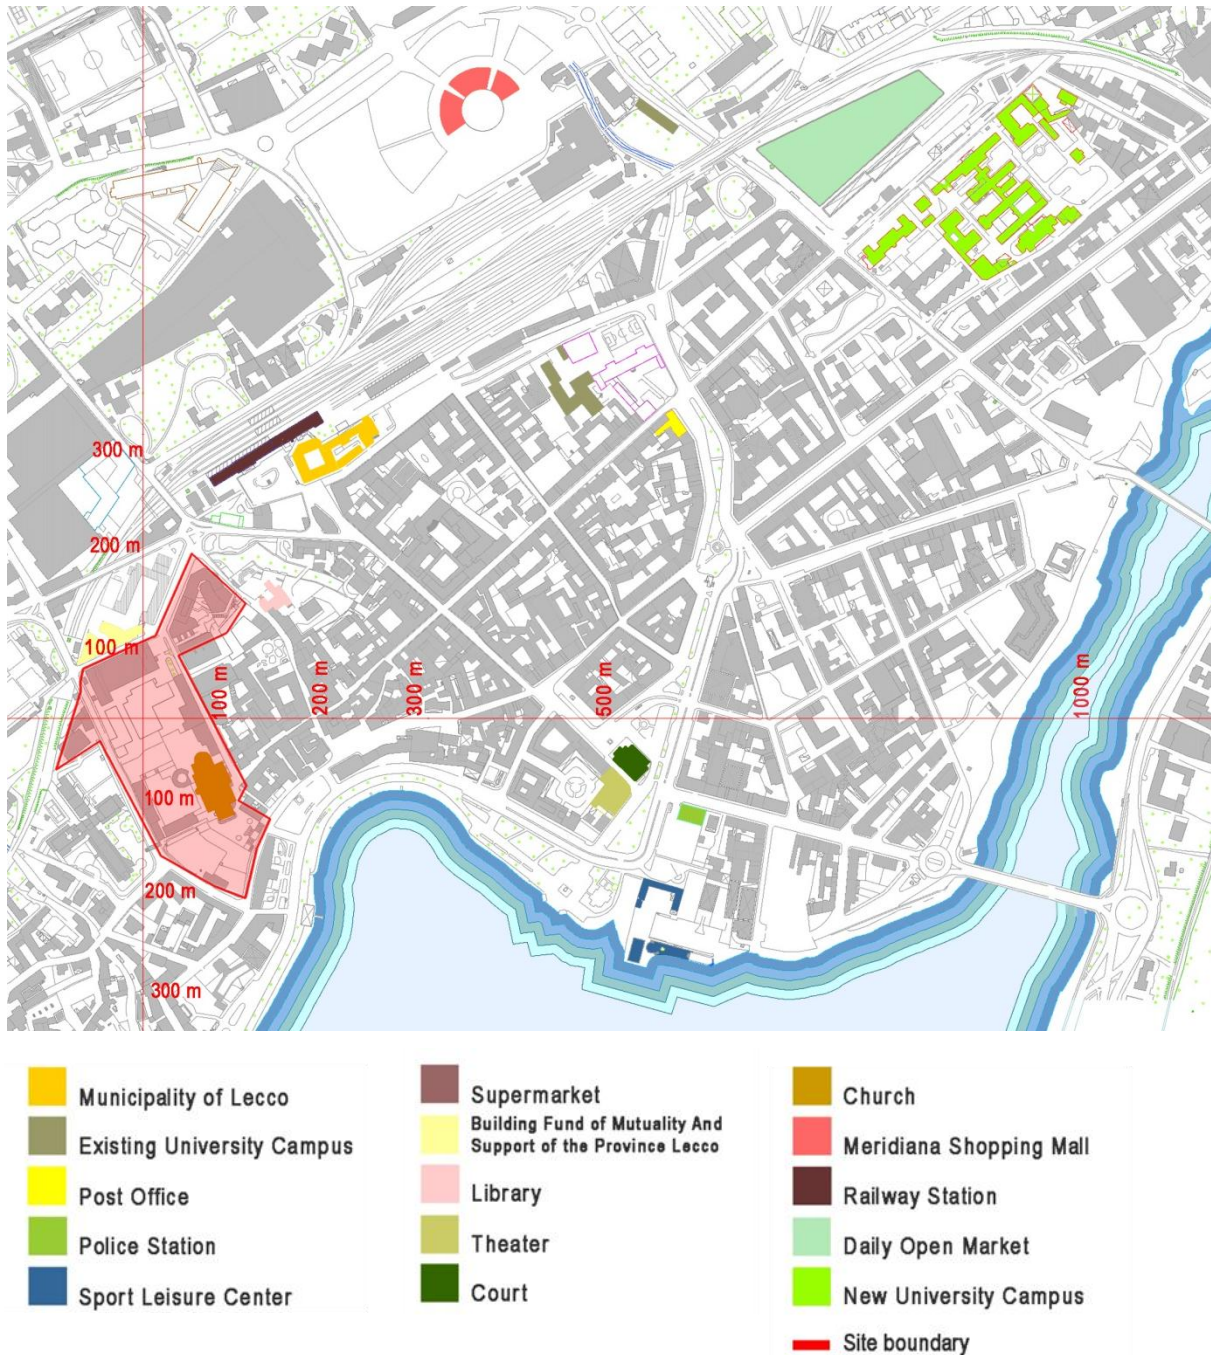 300 m
200 m
100 m
100 m
200 m
300 m
500 m
1000 m
100 m
200 m
300 m
Municipality of Lecco
Existing University Campus
Post Office
Police Station
Sport Leisure Center
Supermarket
Building Fund of Mutuality And
Support of the Province Lecco
Library
Theater
Court
Church
Meridiana Shopping Mall
Railway Station
Daily Open Market
New University Campus
Site boundary